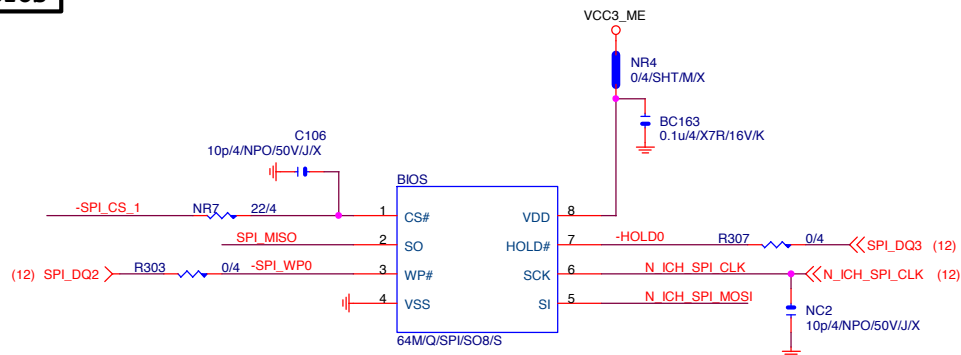 VCC3_ME
NR4
0/4/SHT/M/X
BC163
0.1u/4/X7R/16V/K
C106
10p/4/NPO/50V/J/X
BIOS
-SPI_CS_1 NR7 22/4 1 CS# VDD 8
SPI_MISO 2 SO HOLD# 7 -HOLD0 R307 0/4 SPI_DQ3 (12)
(12) SPI_DQ2 R303 0/4 -SPI_WP0 3 WP# SCK 6 N_ICH_SPI_CLK N_ICH_SPI_CLK (12)
4 VSS SI 5 N_ICH_SPI_MOSI
NC2
10p/4/NPO/50V/J/X
64M/Q/SPI/SO8/S